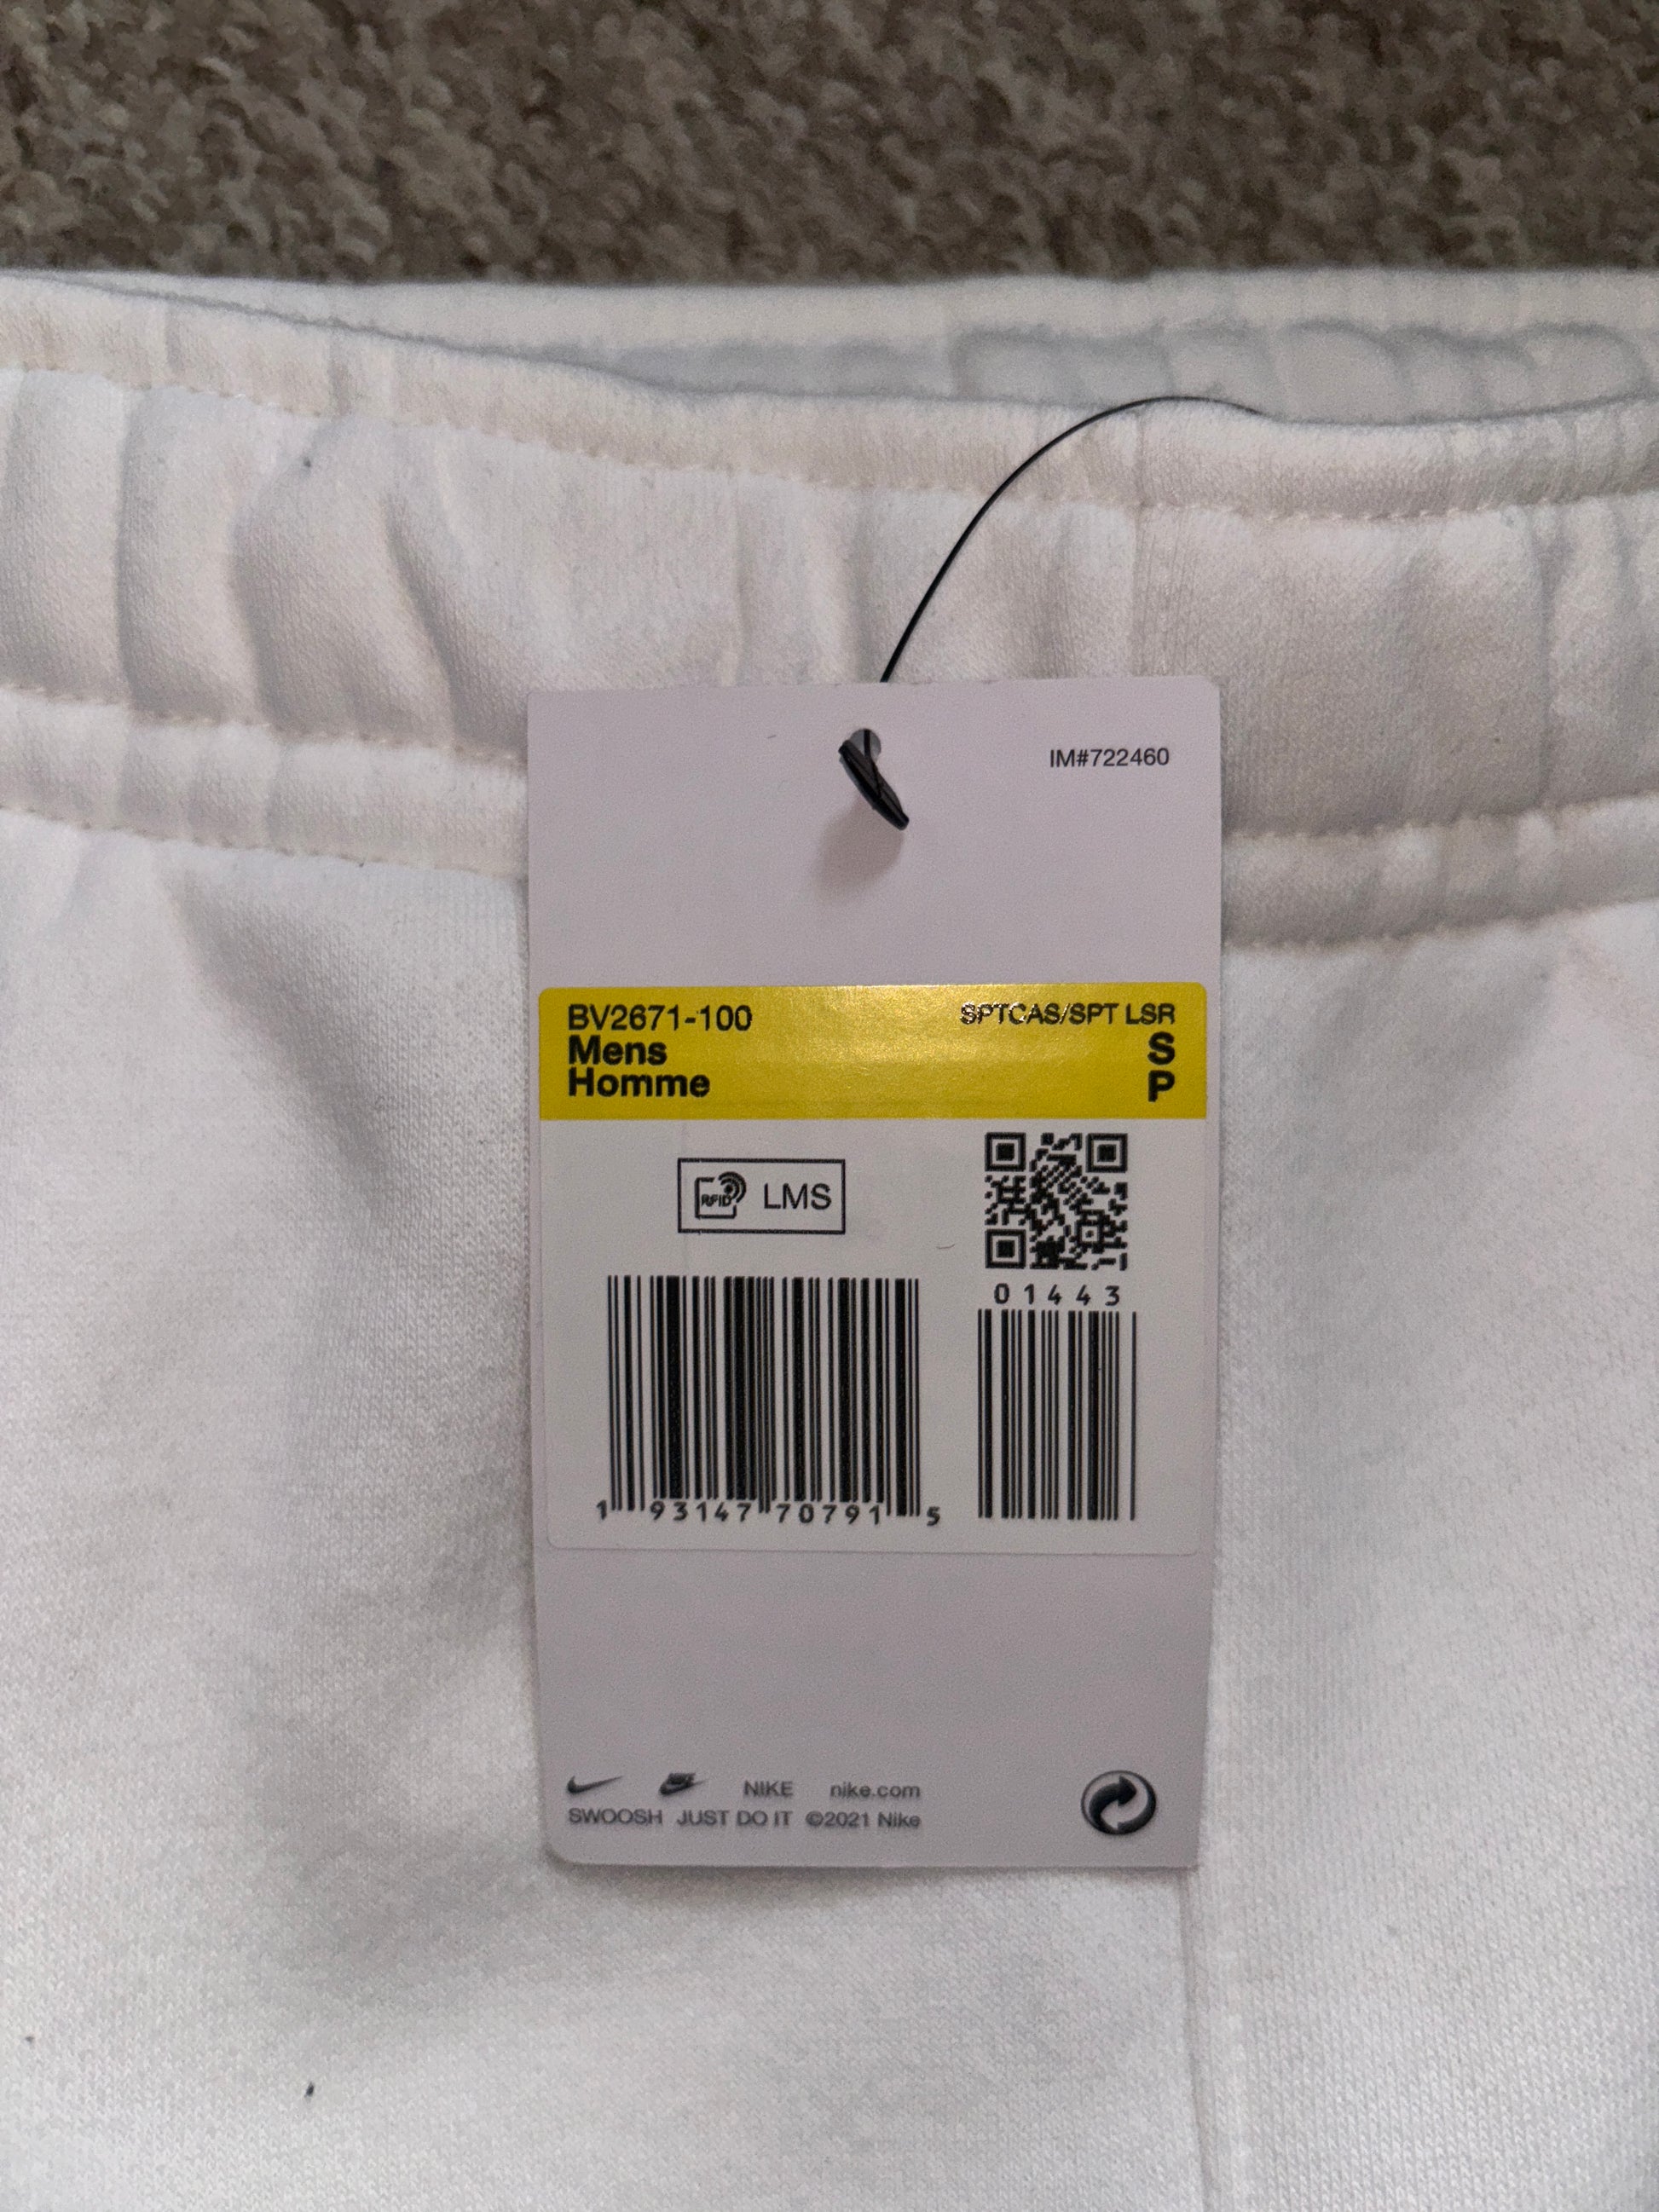 IM#722460
BV2671-100 SPTCAS/SPT LSR
Mens S
Homme P
RFID LMS
01443
1 93147 70791 5
NIKE nike.com
SWOOSH JUST DO IT ©2021 Nike